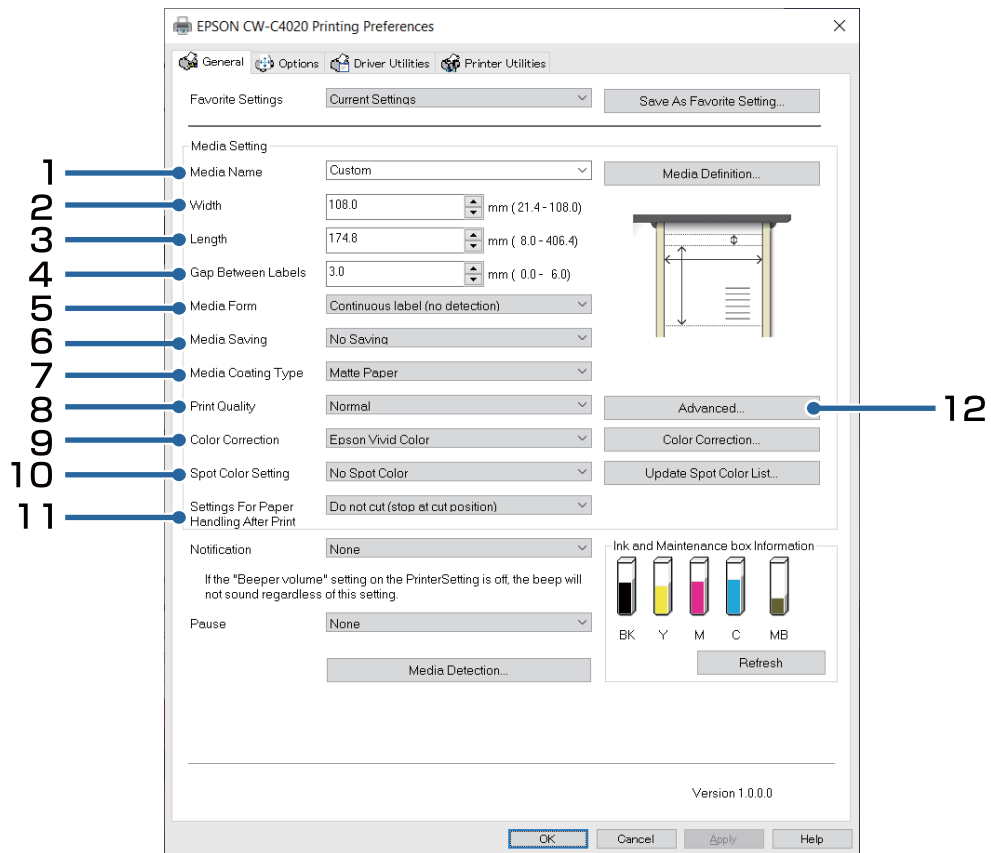 EPSON CW-C4020 Printing Preferences
General Options Driver Utilities Printer Utilities
Favorite Settings Current Settings Save As Favorite Setting...
Media Setting
1 Media Name Custom Media Definition...
2 Width 108.0 mm ( 21.4 - 108.0)
3 Length 174.8 mm ( 8.0 - 406.4)
4 Gap Between Labels 3.0 mm ( 0.0 - 6.0)
5 Media Form Continuous label (no detection)
6 Media Saving No Saving
7 Media Coating Type Matte Paper
8 Print Quality Normal Advanced... 12
9 Color Correction Epson Vivid Color Color Correction...
10 Spot Color Setting No Spot Color Update Spot Color List...
11 Settings For Paper Do not cut (stop at cut position)
Handling After Print
Notification None
Ink and Maintenance box Information
If the "Beeper volume" setting on the PrinterSetting is off, the beep will
not sound regardless of this setting.
Pause None
BK Y M C MB
Media Detection... Refresh
Version 1.0.0.0
OK Cancel Apply Help